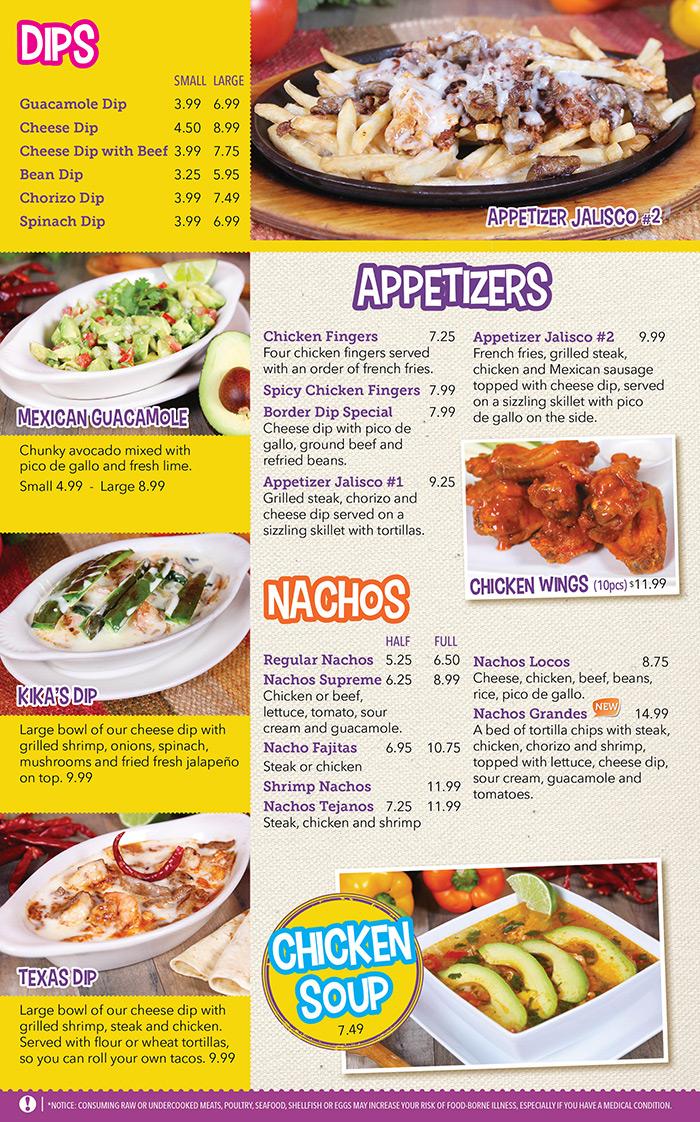 DIPS
SMALL LARGE
Guacamole Dip 3.99 6.99
Cheese Dip 4.50 8.99
Cheese Dip with Beef 3.99 7.75
Bean Dip 3.25 5.95
Chorizo Dip 3.99 7.49
Spinach Dip 3.99 6.99
APPETIZER JALISCO #2
MEXICAN GUACAMOLE
Chunky avocado mixed with
pico de gallo and fresh lime.
Small 4.99 - Large 8.99
KIKA'S DIP
Large bowl of our cheese dip with
grilled shrimp, onions, spinach,
mushrooms and fried fresh jalapeño
on top. 9.99
TEXAS DIP
Large bowl of our cheese dip with
grilled shrimp, steak and chicken.
Served with flour or wheat tortillas,
so you can roll your own tacos. 9.99
APPETIZERS
Chicken Fingers 7.25
Four chicken fingers served
with an order of french fries.
Spicy Chicken Fingers 7.99
Border Dip Special 7.99
Cheese dip with pico de
gallo, ground beef and
refried beans.
Appetizer Jalisco #1 9.25
Grilled steak, chorizo and
cheese dip served on a
sizzling skillet with tortillas.
Appetizer Jalisco #2 9.99
French fries, grilled steak,
chicken and Mexican sausage
topped with cheese dip, served
on a sizzling skillet with pico
de gallo on the side.
CHICKEN WINGS (10pcs) $11.99
NACHOS
HALF FULL
Regular Nachos 5.25 6.50
Nachos Supreme 6.25 8.99
Chicken or beef,
lettuce, tomato, sour
cream and guacamole.
Nacho Fajitas 6.95 10.75
Steak or chicken
Shrimp Nachos 11.99
Nachos Tejanos 7.25 11.99
Steak, chicken and shrimp
Nachos Locos 8.75
Cheese, chicken, beef, beans,
rice, pico de gallo.
Nachos Grandes NEW 14.99
A bed of tortilla chips with steak,
chicken, chorizo and shrimp,
topped with lettuce, cheese dip,
sour cream, guacamole and
tomatoes.
CHICKEN
SOUP
7.49
! *NOTICE: CONSUMING RAW OR UNDERCOOKED MEATS, POULTRY, SEAFOOD, SHELLFISH OR EGGS MAY INCREASE YOUR RISK OF FOOD-BORNE ILLNESS, ESPECIALLY IF YOU HAVE A MEDICAL CONDITION.